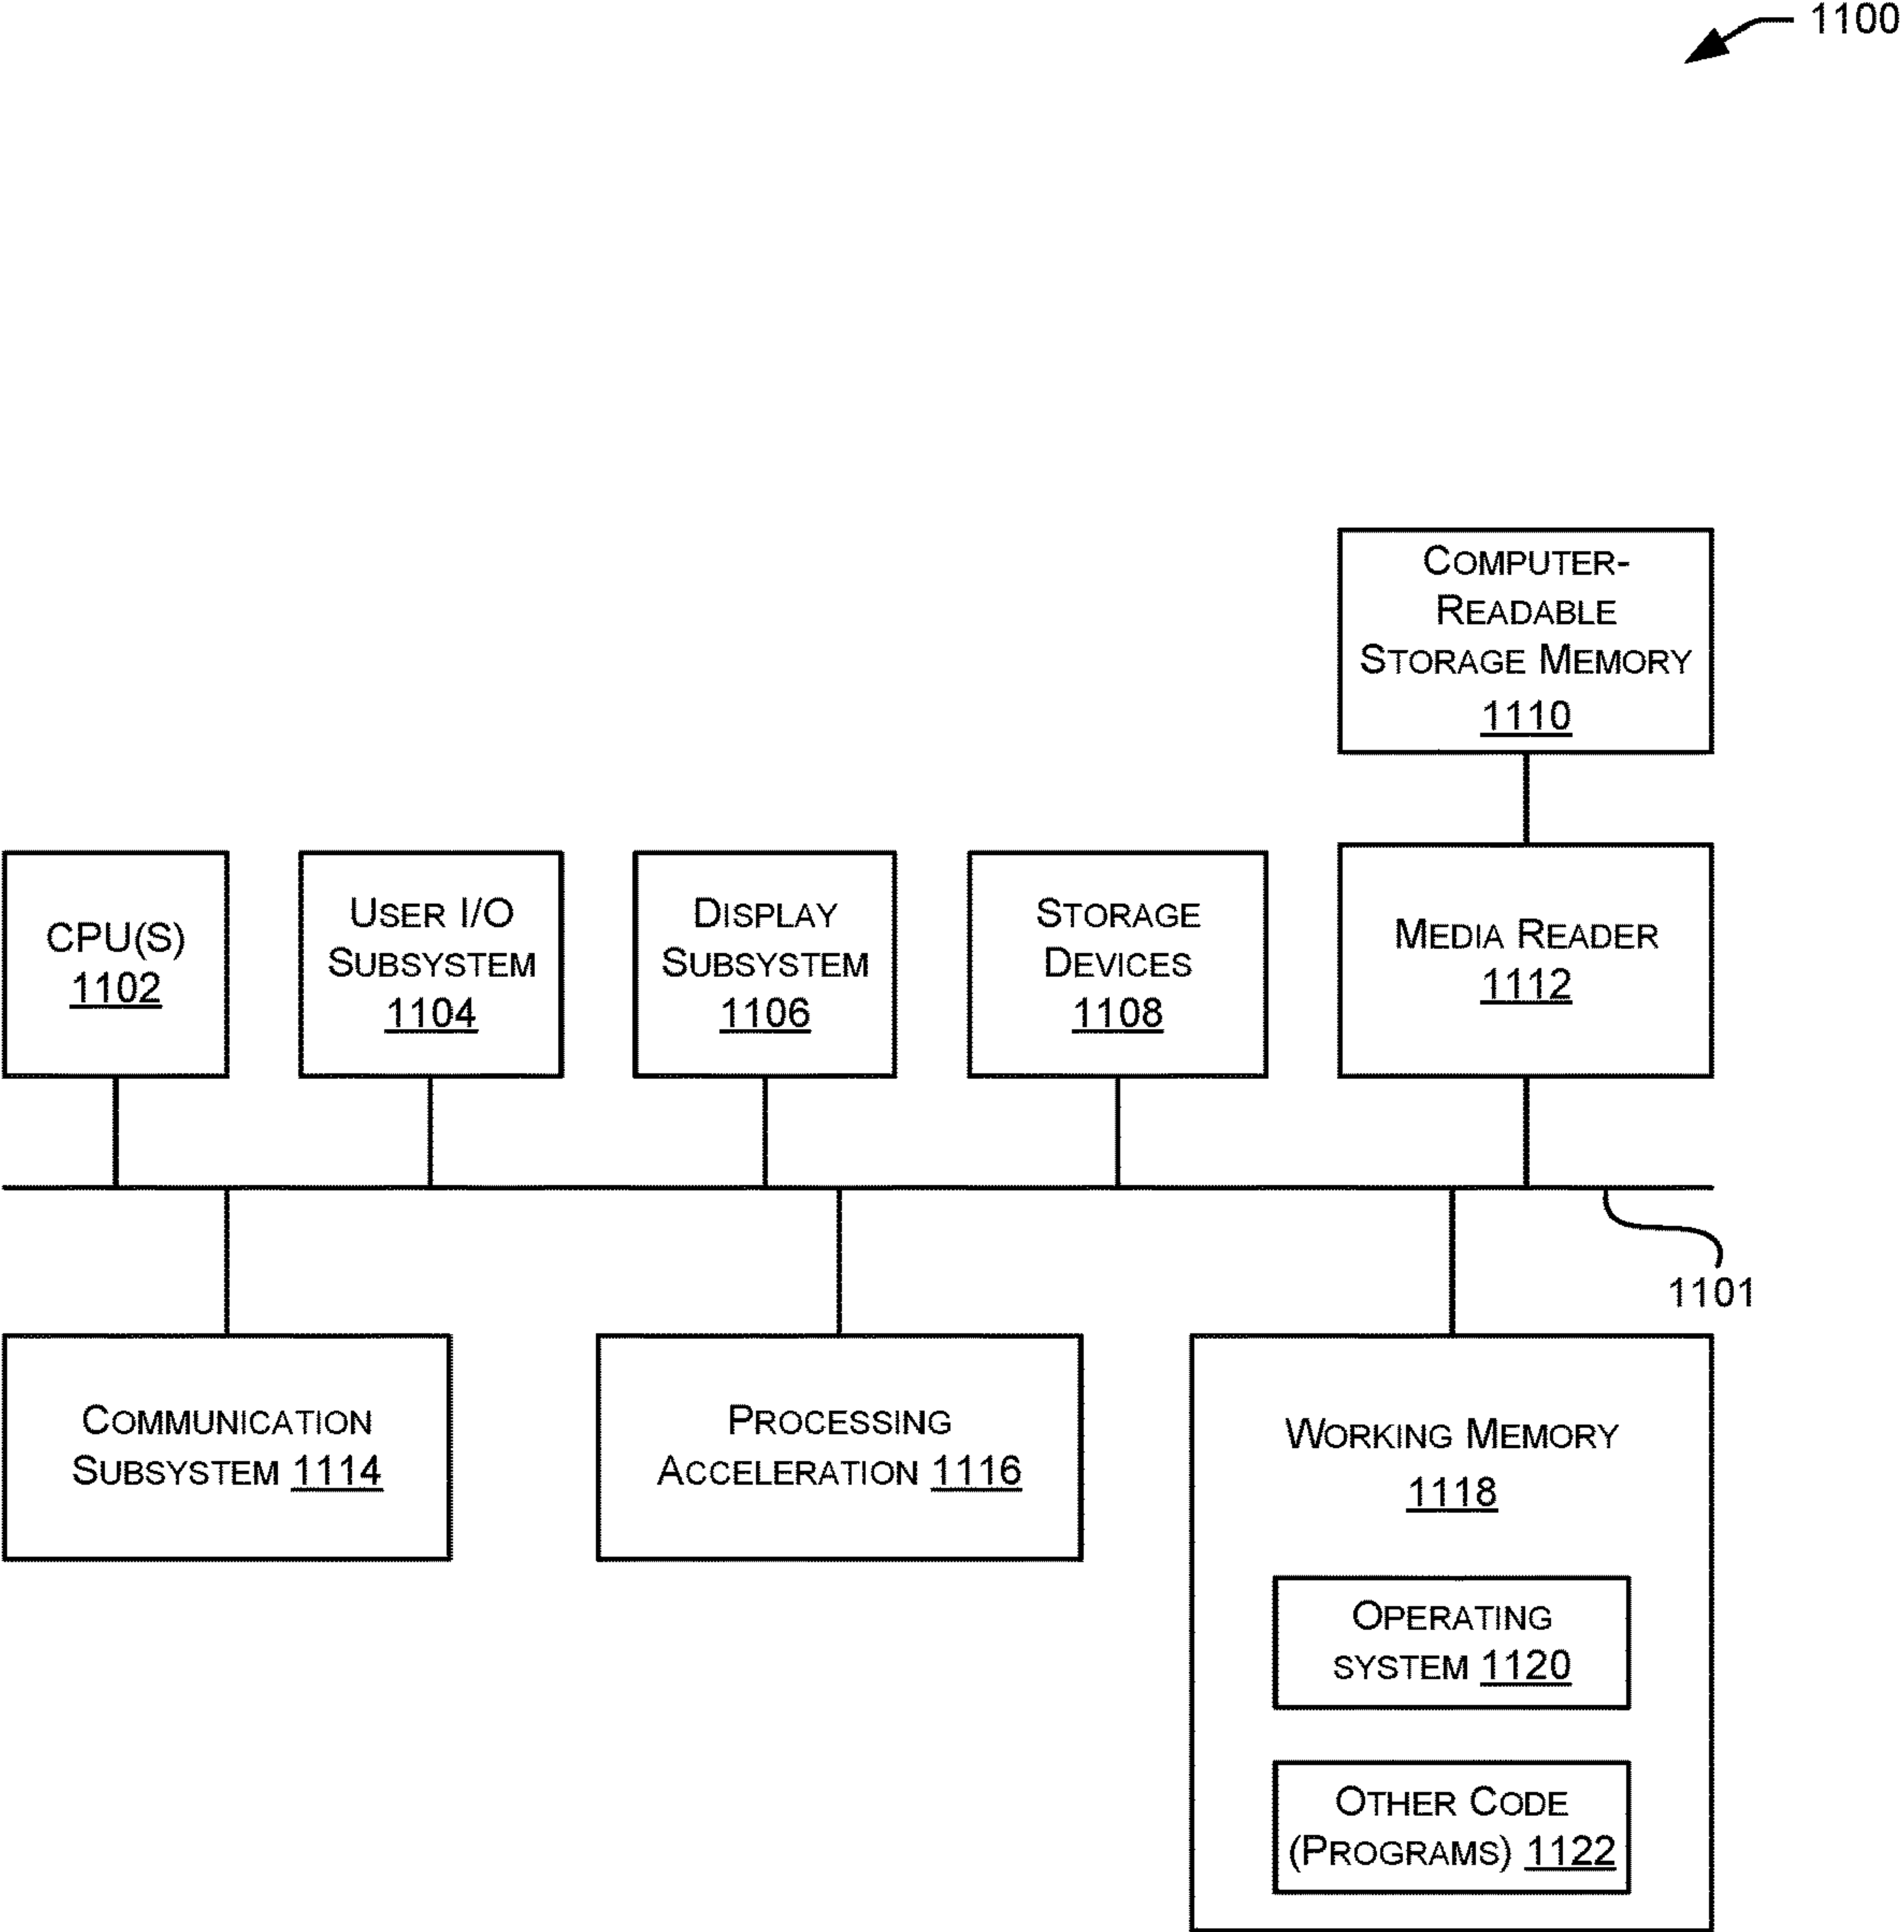 1100
COMPUTER-
READABLE
STORAGE MEMORY
1110
CPU(S)
1102
USER I/O
SUBSYSTEM
1104
DISPLAY
SUBSYSTEM
1106
STORAGE
DEVICES
1108
MEDIA READER
1112
1101
COMMUNICATION
SUBSYSTEM 1114
PROCESSING
ACCELERATION 1116
WORKING MEMORY
1118
OPERATING
SYSTEM 1120
OTHER CODE
(PROGRAMS) 1122